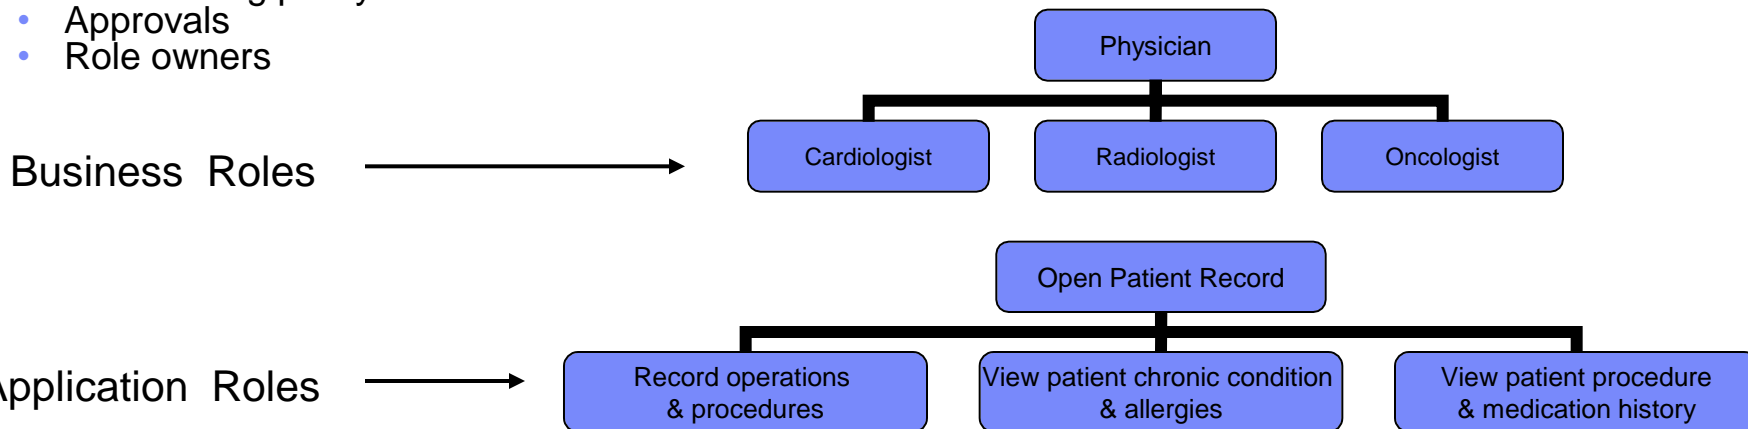 Approvals
Role owners
Physician
Cardiologist
Radiologist
Oncologist
Business Roles
Open Patient Record
Application Roles
Record operations
& procedures
View patient chronic condition
& allergies
View patient procedure
& medication history